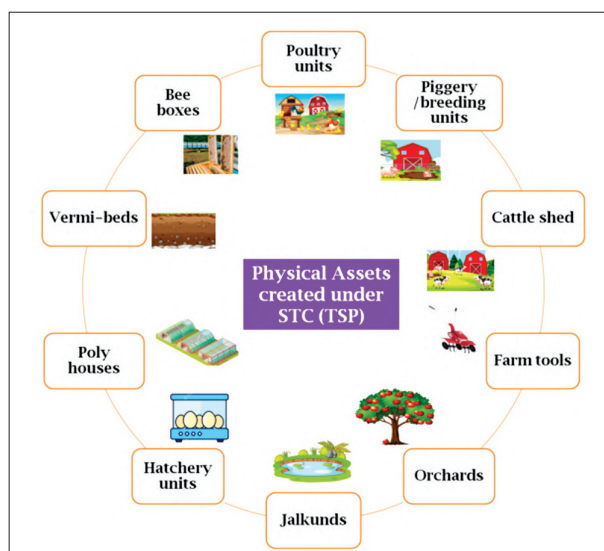 Poultry
units
Piggery
/breeding
units
Cattle shed
Farm tools
Orchards
Jalkunds
Hatchery
units
Poly
houses
Vermi-beds
Bee
boxes
Physical Assets
created under
STC (TSP)